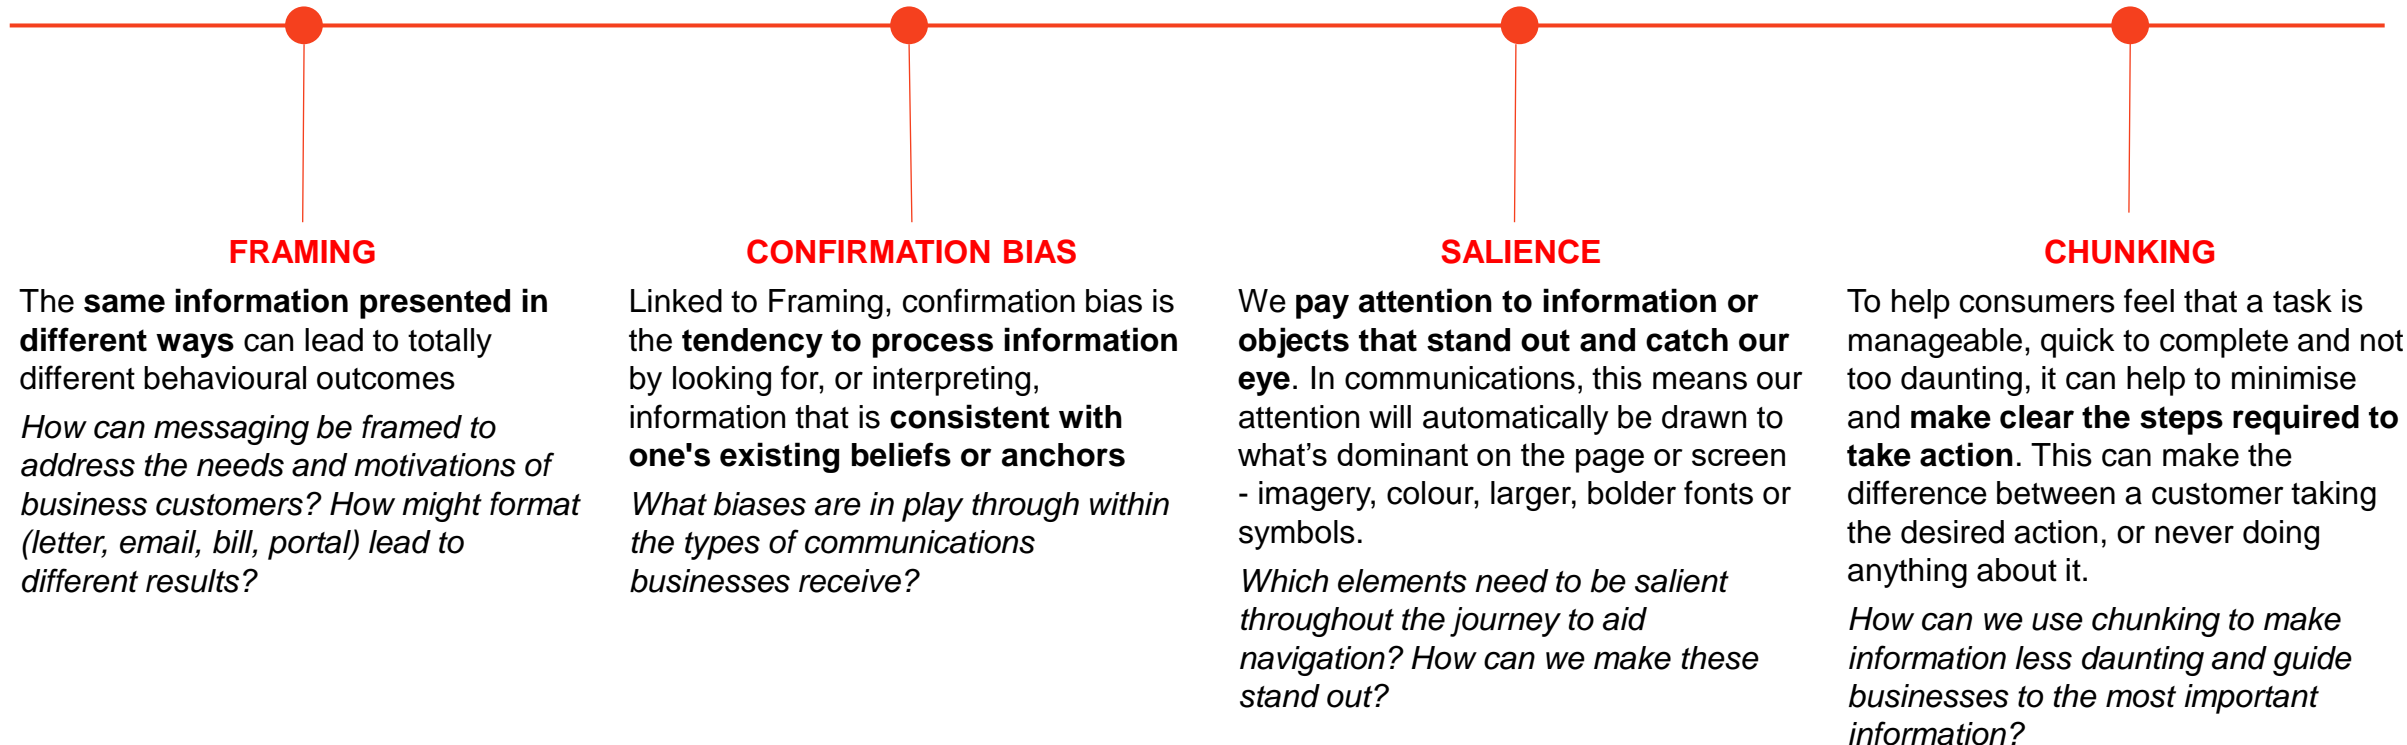 FRAMING
The same information presented in
different ways can lead to totally
different behavioural outcomes
How can messaging be framed to
address the needs and motivations of
business customers? How might format
(letter, email, bill, portal) lead to
different results?
CONFIRMATION BIAS
Linked to Framing, confirmation bias is
the tendency to process information
by looking for, or interpreting,
information that is consistent with
one's existing beliefs or anchors
What biases are in play through within
the types of communications
businesses receive?
SALIENCE
We pay attention to information or
objects that stand out and catch our
eye. In communications, this means our
attention will automatically be drawn to
what’s dominant on the page or screen
- imagery, colour, larger, bolder fonts or
symbols.
Which elements need to be salient
throughout the journey to aid
navigation? How can we make these
stand out?
CHUNKING
To help consumers feel that a task is
manageable, quick to complete and not
too daunting, it can help to minimise
and make clear the steps required to
take action. This can make the
difference between a customer taking
the desired action, or never doing
anything about it.
How can we use chunking to make
information less daunting and guide
businesses to the most important
information?